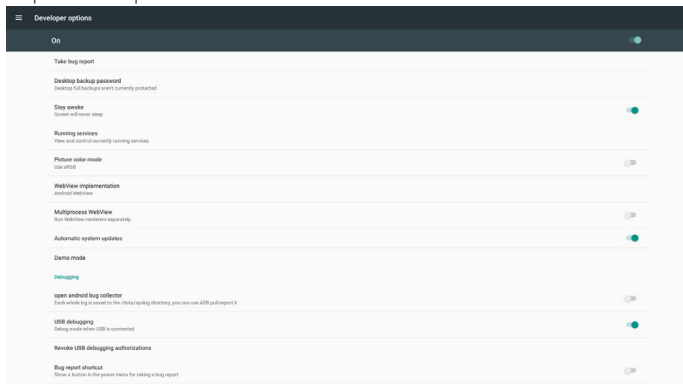 Developer options
On
Take bug report
Desktop backup password
Desktop full backups aren't currently protected
Stay awake
Screen will never sleep
Running services
View and control currently running services
Picture color mode
Use sRGB
WebView implementation
Android WebView
Multiprocess WebView
Run WebView renderers separately
Automatic system updates
Demo mode
Debugging
open android bug collector
Each whole log is saved to the /data/syslog directory, you can use ADB pull export it
USB debugging
Debug mode when USB is connected
Revoke USB debugging authorizations
Bug report shortcut
Show a button in the power menu for taking a bug report